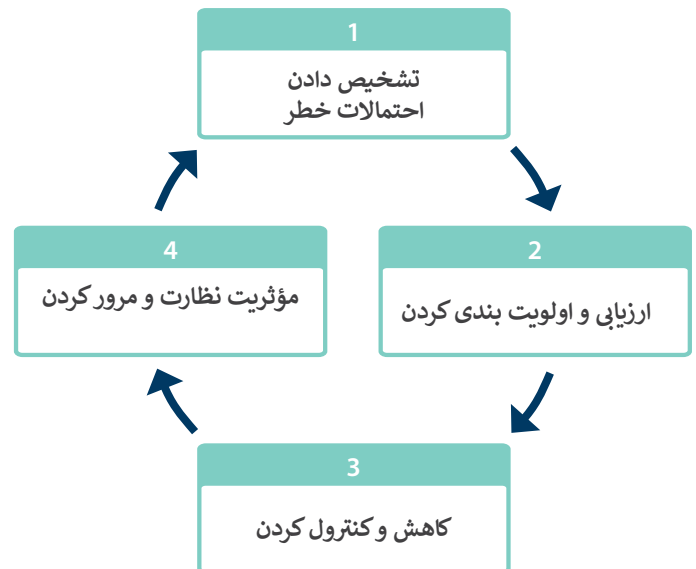 1
تشخیص دادن
احتمالات خطر
2
ارزیابی و اولویت بندی کردن
3
کاهش و کنترول کردن
4
مؤثریت نظارت و مرور کردن